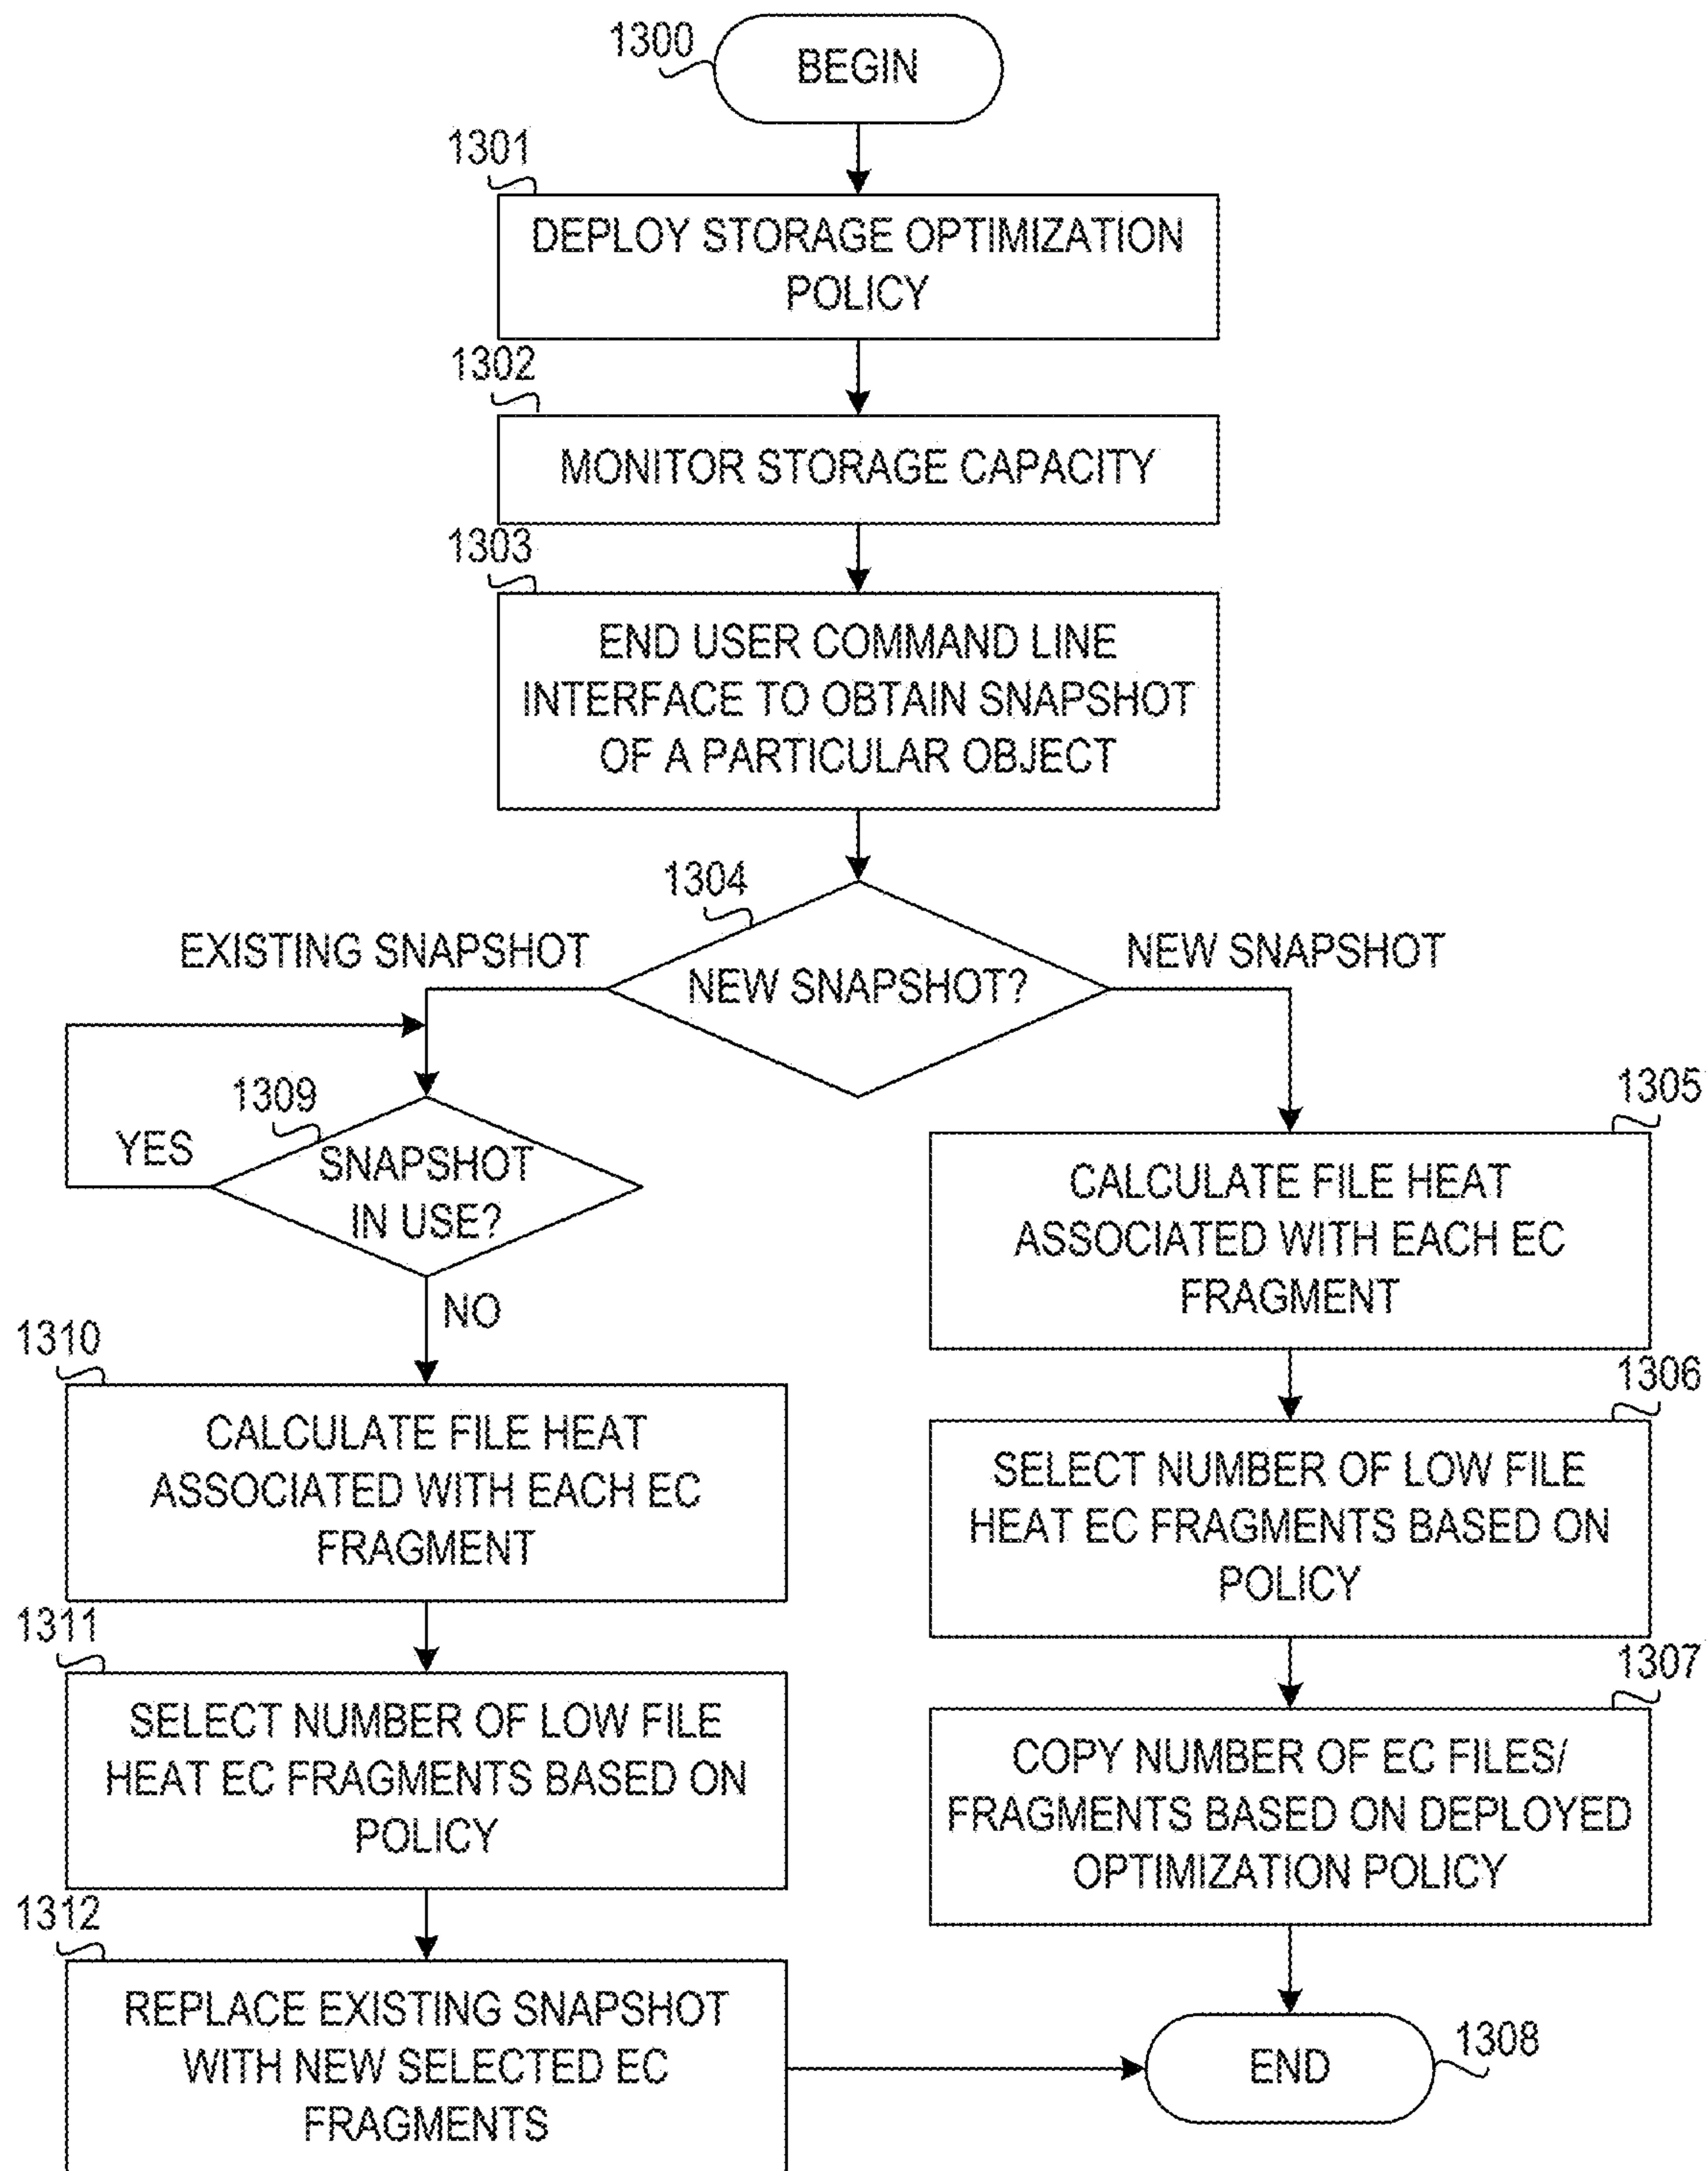 1300
BEGIN
1301
DEPLOY STORAGE OPTIMIZATION
POLICY
1302
MONITOR STORAGE CAPACITY
1303
END USER COMMAND LINE
INTERFACE TO OBTAIN SNAPSHOT
OF A PARTICULAR OBJECT
1304
NEW SNAPSHOT?
EXISTING SNAPSHOT
NEW SNAPSHOT
1309
SNAPSHOT
IN USE?
YES
NO
1310
CALCULATE FILE HEAT
ASSOCIATED WITH EACH EC
FRAGMENT
1311
SELECT NUMBER OF LOW FILE
HEAT EC FRAGMENTS BASED ON
POLICY
1312
REPLACE EXISTING SNAPSHOT
WITH NEW SELECTED EC
FRAGMENTS
1305
CALCULATE FILE HEAT
ASSOCIATED WITH EACH EC
FRAGMENT
1306
SELECT NUMBER OF LOW FILE
HEAT EC FRAGMENTS BASED ON
POLICY
1307
COPY NUMBER OF EC FILES/
FRAGMENTS BASED ON DEPLOYED
OPTIMIZATION POLICY
END
1308